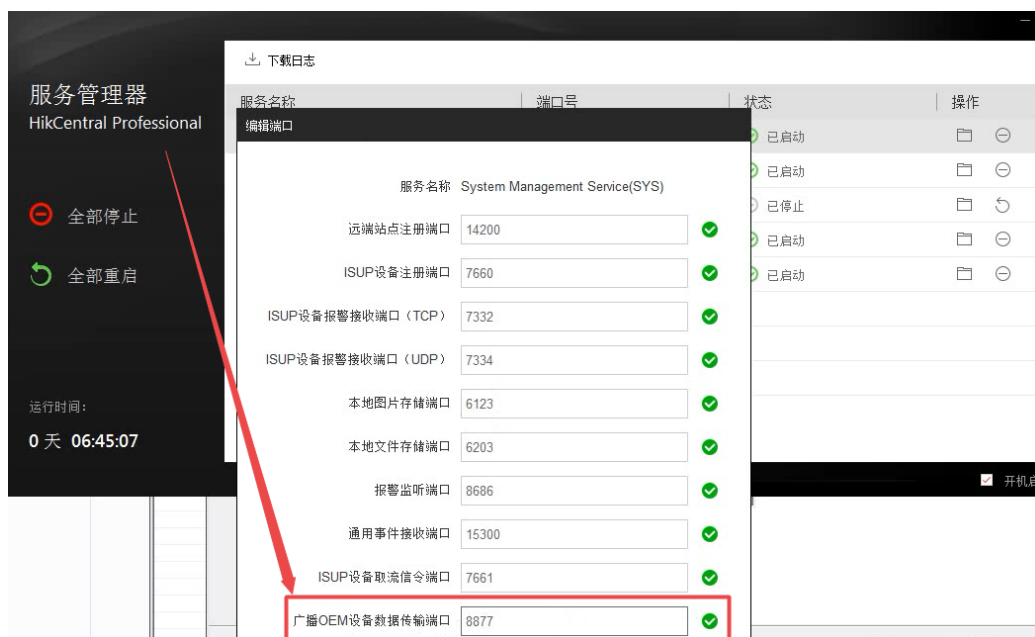 下载日志
服务管理器
HikCentral Professional
服务名称 端口号 状态 操作
编辑端口
已启动
服务名称 System Management Service(SYS)
已启动
全部停止
已停止
远端站点注册端口 14200
已启动
全部重启
ISUP设备注册端口 7660
已启动
ISUP设备报警接收端口（TCP） 7332
ISUP设备报警接收端口（UDP） 7334
运行时间:
本地图片存储端口 6123
0 天 06:45:07
本地文件存储端口 6203
报警监听端口 8686
开机启
通用事件接收端口 15300
ISUP设备取流信令端口 7661
广播OEM设备数据传输端口 8877